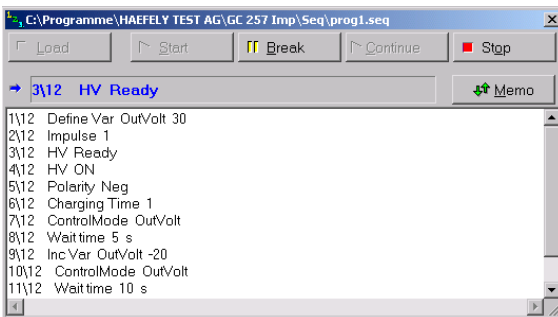 C:\Programme\HAEFELY TEST AG\GC 257 Imp\Seq\prog1.seq
Load Start Break Continue Stop
3\12 HV Ready Memo
1\12 Define Var OutVolt 30
2\12 Impulse 1
3\12 HV Ready
4\12 HV ON
5\12 Polarity Neg
6\12 Charging Time 1
7\12 ControlMode OutVolt
8\12 Wait time 5 s
9\12 Inc Var OutVolt -20
10\12 ControlMode OutVolt
11\12 Wait time 10 s